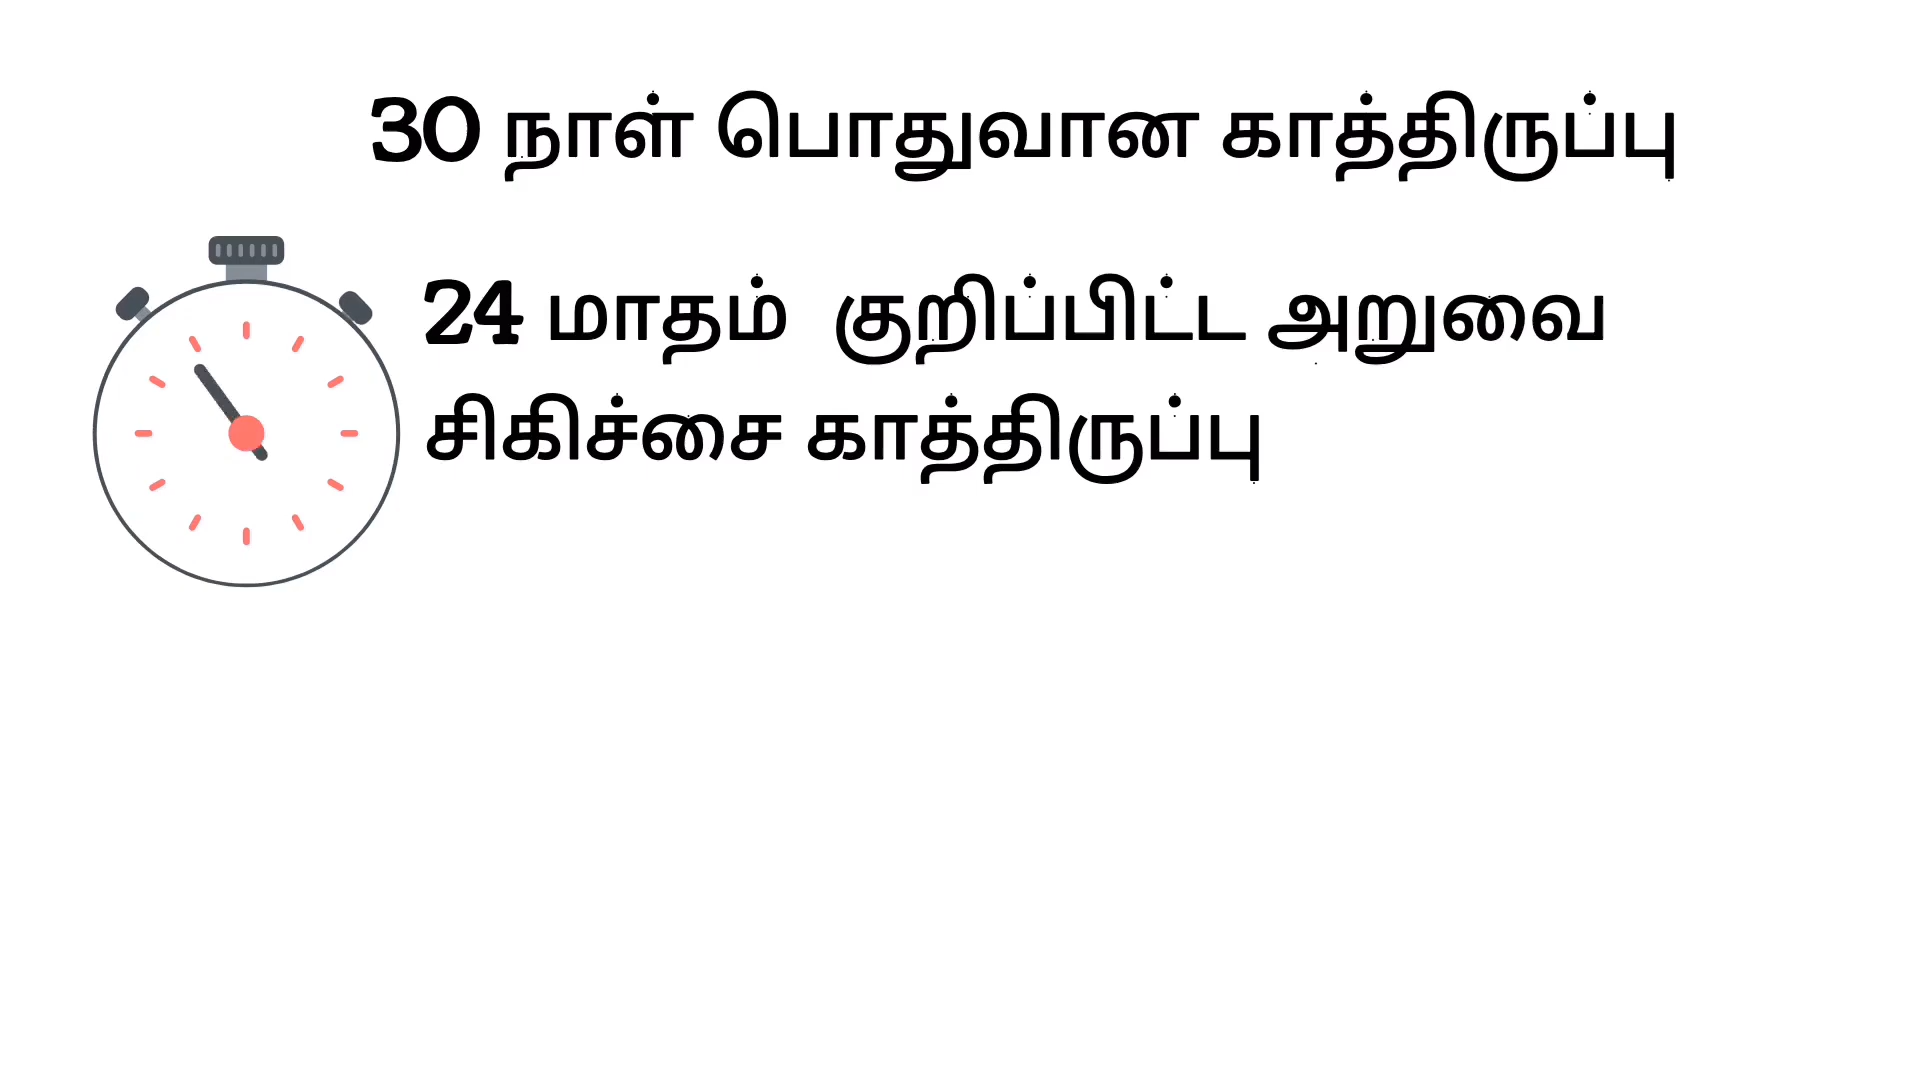 30 நாள் பொதுவான காத்திருப்பு
24 மாதம்  குறிப்பிட்ட அறுவை
சிகிச்சை காத்திருப்பு